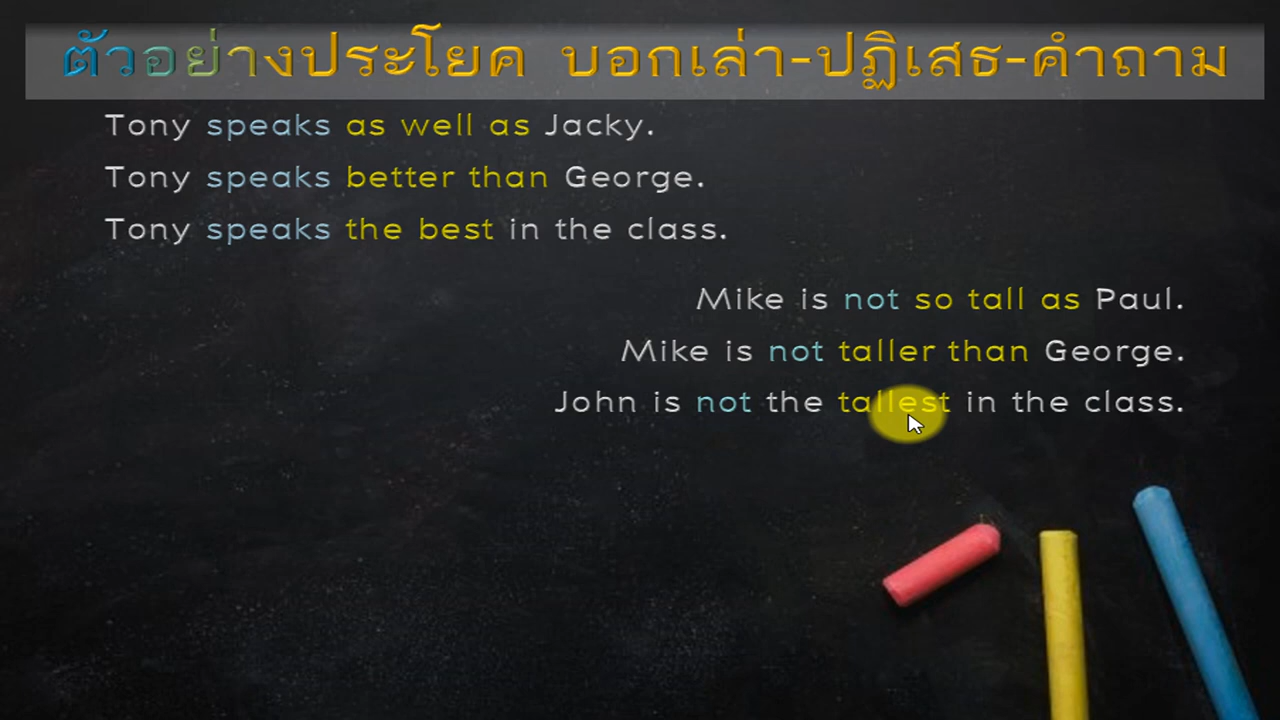 ตัวอย่างประโยค บอกเล่า-ปฏิเสธ-คำถาม
Tony speaks as well as Jacky.
Tony speaks better than George.
Tony speaks the best in the class.
Mike is not so tall as Paul.
Mike is not taller than George.
John is not the tallest in the class.